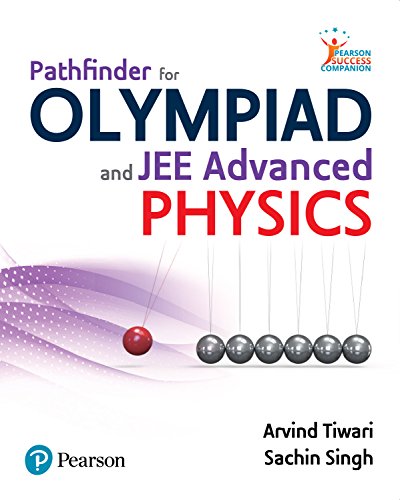 PEARSON
SUCCESS
COMPANION
Pathfinder for
OLYMPIAD
and JEE Advanced
PHYSICS
Arvind Tiwari
Sachin Singh
Pearson